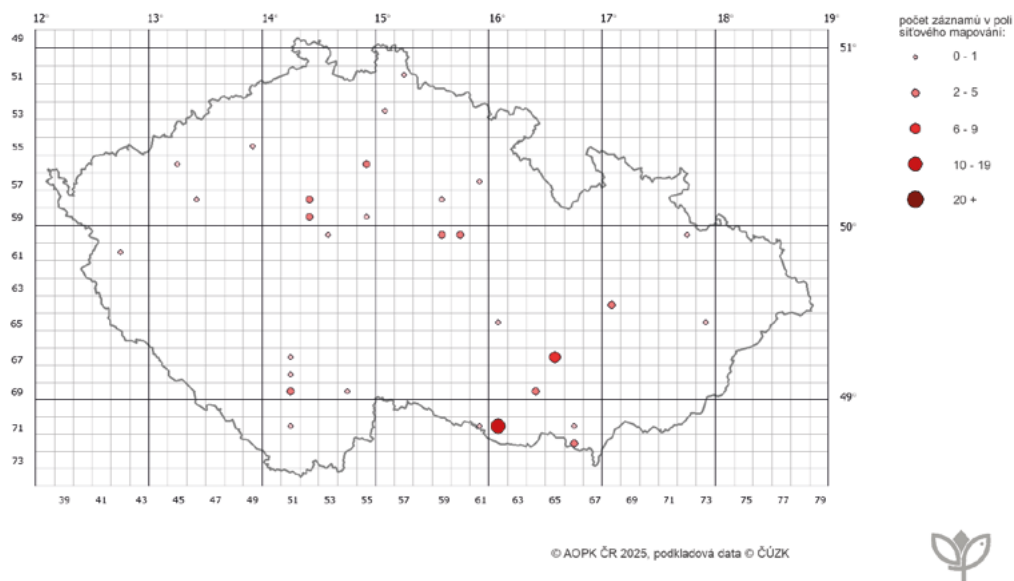 12° 13° 14° 15° 16° 17° 18° 19°
počet záznamů v poli
síťového mapování:
49
51°
51
0 - 1
53
2 - 5
55
6 - 9
57
10 - 19
59
20 +
50°
61
63
65
67
69
49°
71
73
39 41 43 45 47 49 51 53 55 57 59 61 63 65 67 69 71 73 75 77 79
© AOPK ČR 2025, podkladová data © ČÚZK